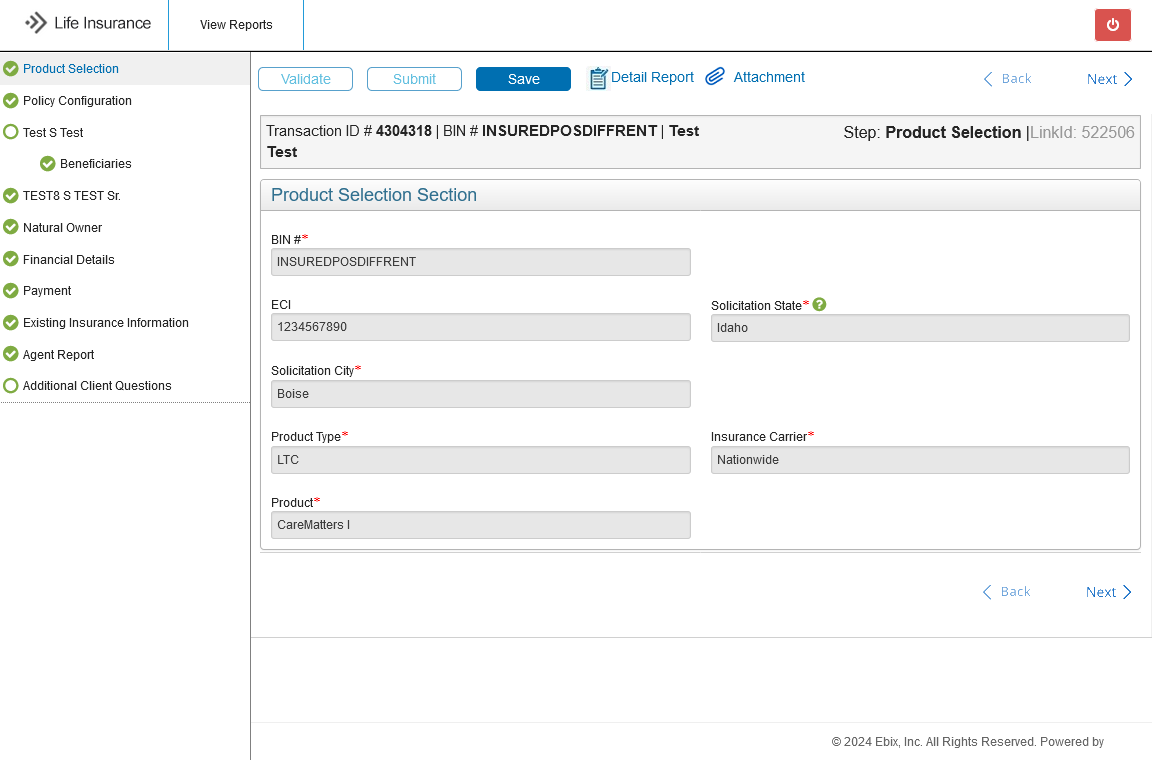 Life Insurance
View Reports
Product Selection
Policy Configuration
Test S Test
Beneficiaries
TEST8 S TEST Sr.
Natural Owner
Financial Details
Payment
Existing Insurance Information
Agent Report
Additional Client Questions
Validate Submit Save Detail Report Attachment Back Next
Transaction ID # 4304318 | BIN # INSUREDPOSDIFFRENT | Test
Test
Step: Product Selection |LinkId: 522506
Product Selection Section
BIN #*
INSUREDPOSDIFFRENT
ECI
1234567890
Solicitation State* ?
Idaho
Solicitation City*
Boise
Product Type*
LTC
Insurance Carrier*
Nationwide
Product*
CareMatters I
Back Next
© 2024 Ebix, Inc. All Rights Reserved. Powered by